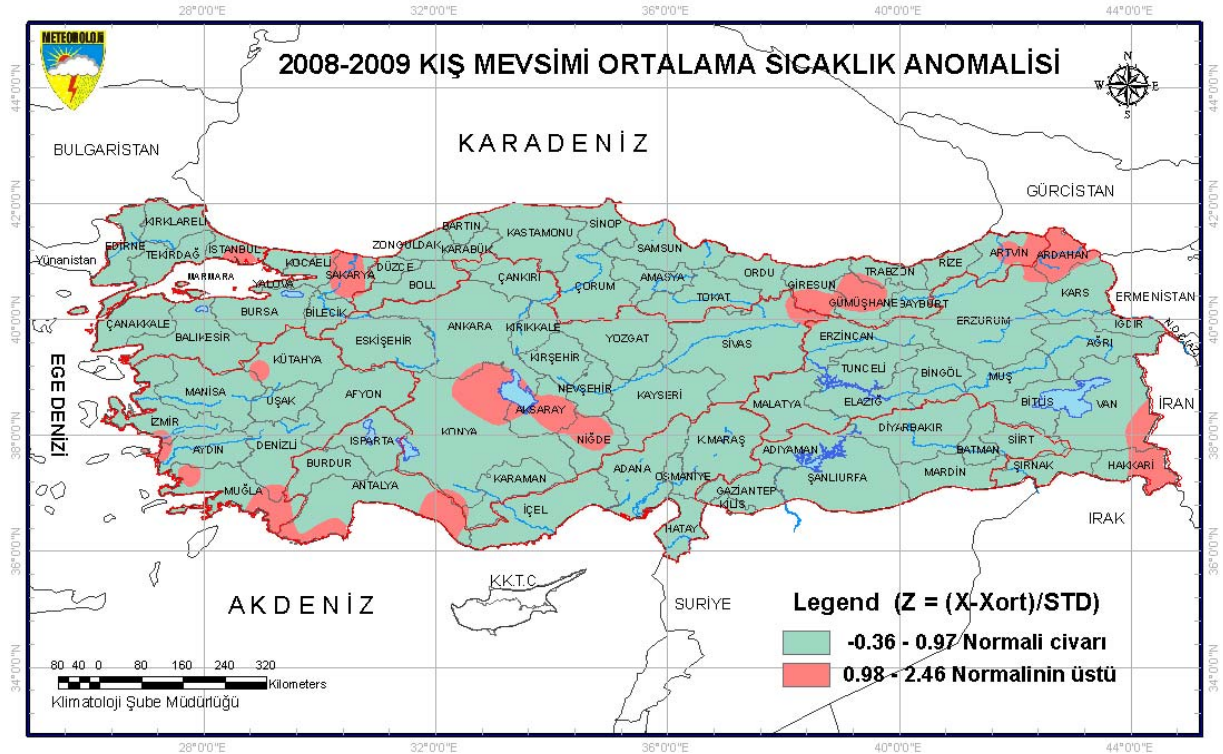 28°0'0"E 32°0'0"E 36°0'0"E 40°0'0"E 44°0'0"E
METEOROLOJİ
2008-2009 KIŞ MEVSİMİ ORTALAMA SICAKLIK ANOMALİSİ
N
W E
S
44°0'0"N 44°0'0"N
KARADENİZ
BULGARİSTAN
GÜRCİSTAN
42°0'0"N 42°0'0"N
KIRKLARELİ
EDİRNE
TEKİRDAĞ
İSTANBUL
Yünanistan
MARMARA
KOCAELİ
YALOVA
SAKARYA
DÜZCE
ZONGULDAK
BARTIN
KARABÜK
KASTAMONU
SİNOP
SAMSUN
BOLL
ÇANKIRI
ÇORUM
AMASYA
TOKAT
ORDU
GİRESUN
TRABZON
GÜMÜŞHANE
BAYBURT
RİZE
ARTVİN
ARDAHAN
KARS
ERMENİSTAN
40°0'0"N 40°0'0"N
ÇANAKKALE
BALIKESİR
BURSA
BİLECİK
ESKİŞEHİR
KÜTAHYA
ANKARA
KIRIKKALE
KIRŞEHİR
YOZGAT
SİVAS
ERZİNCAN
ERZURUM
IĞDIR
AĞRI
EGE DENİZİ
MANİSA
UŞAK
AFYON
NEVŞEHİR
AKSARAY
KAYSERİ
MALATYA
TUNCELİ
ELAZIĞ
BİNGÖL
MUŞ
BİTLİS
VAN
İRAN
38°0'0"N 38°0'0"N
İZMİR
AYDIN
DENİZLİ
ISPARTA
BURDUR
KONYA
NİĞDE
K.MARAŞ
ADIYAMAN
DİYARBAKIR
BATMAN
SİİRT
ŞIRNAK
HAKKARİ
MUĞLA
ANTALYA
KARAMAN
İÇEL
ADANA
OSMANİYE
GAZİANTEP
KİLİS
ŞANLIURFA
MARDİN
HATAY
IRAK
36°0'0"N 36°0'0"N
AKDENİZ
K.K.T.C
SURİYE
Legend (Z = (X-Xort)/STD)
-0.36 - 0.97 Normali civarı
0.98 - 2.46 Normalinin üstü
34°0'0"N 34°0'0"N
80 40 0 80 160 240 320
Kilometers
Klimatoloji Şube Müdürlüğü
28°0'0"E 32°0'0"E 36°0'0"E 40°0'0"E 44°0'0"E